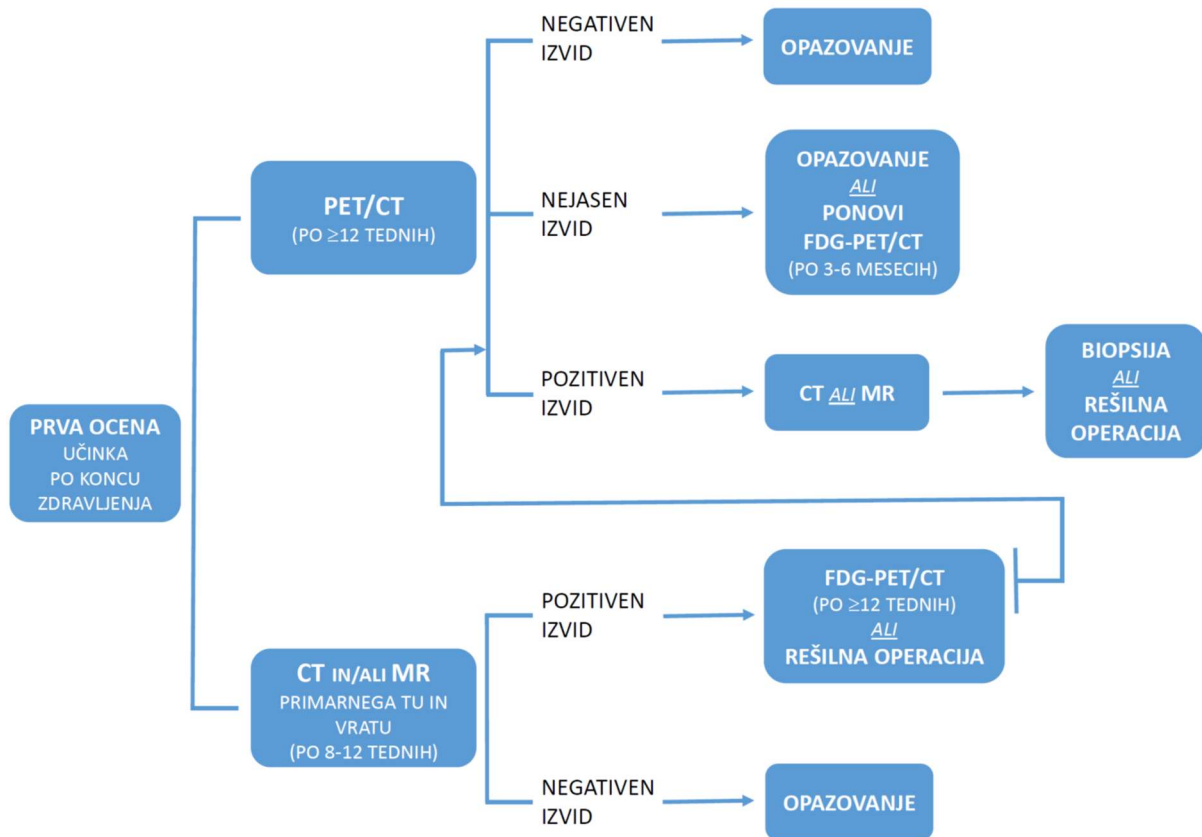 PRVA OCENA
UČINKA
PO KONCU
ZDRAVLJENJA
PET/CT
(PO ≥12 TEDNIH)
NEGATIVEN
IZVID
OPAZOVANJE
NEJASEN
IZVID
OPAZOVANJE
ALI
PONOVI
FDG-PET/CT
(PO 3-6 MESECIH)
POZITIVEN
IZVID
CT ALI MR
BIOPSIJA
ALI
REŠILNA
OPERACIJA
CT IN/ALI MR
PRIMARNEGA TU IN
VRATU
(PO 8-12 TEDNIH)
POZITIVEN
IZVID
FDG-PET/CT
(PO ≥12 TEDNIH)
ALI
REŠILNA OPERACIJA
NEGATIVEN
IZVID
OPAZOVANJE